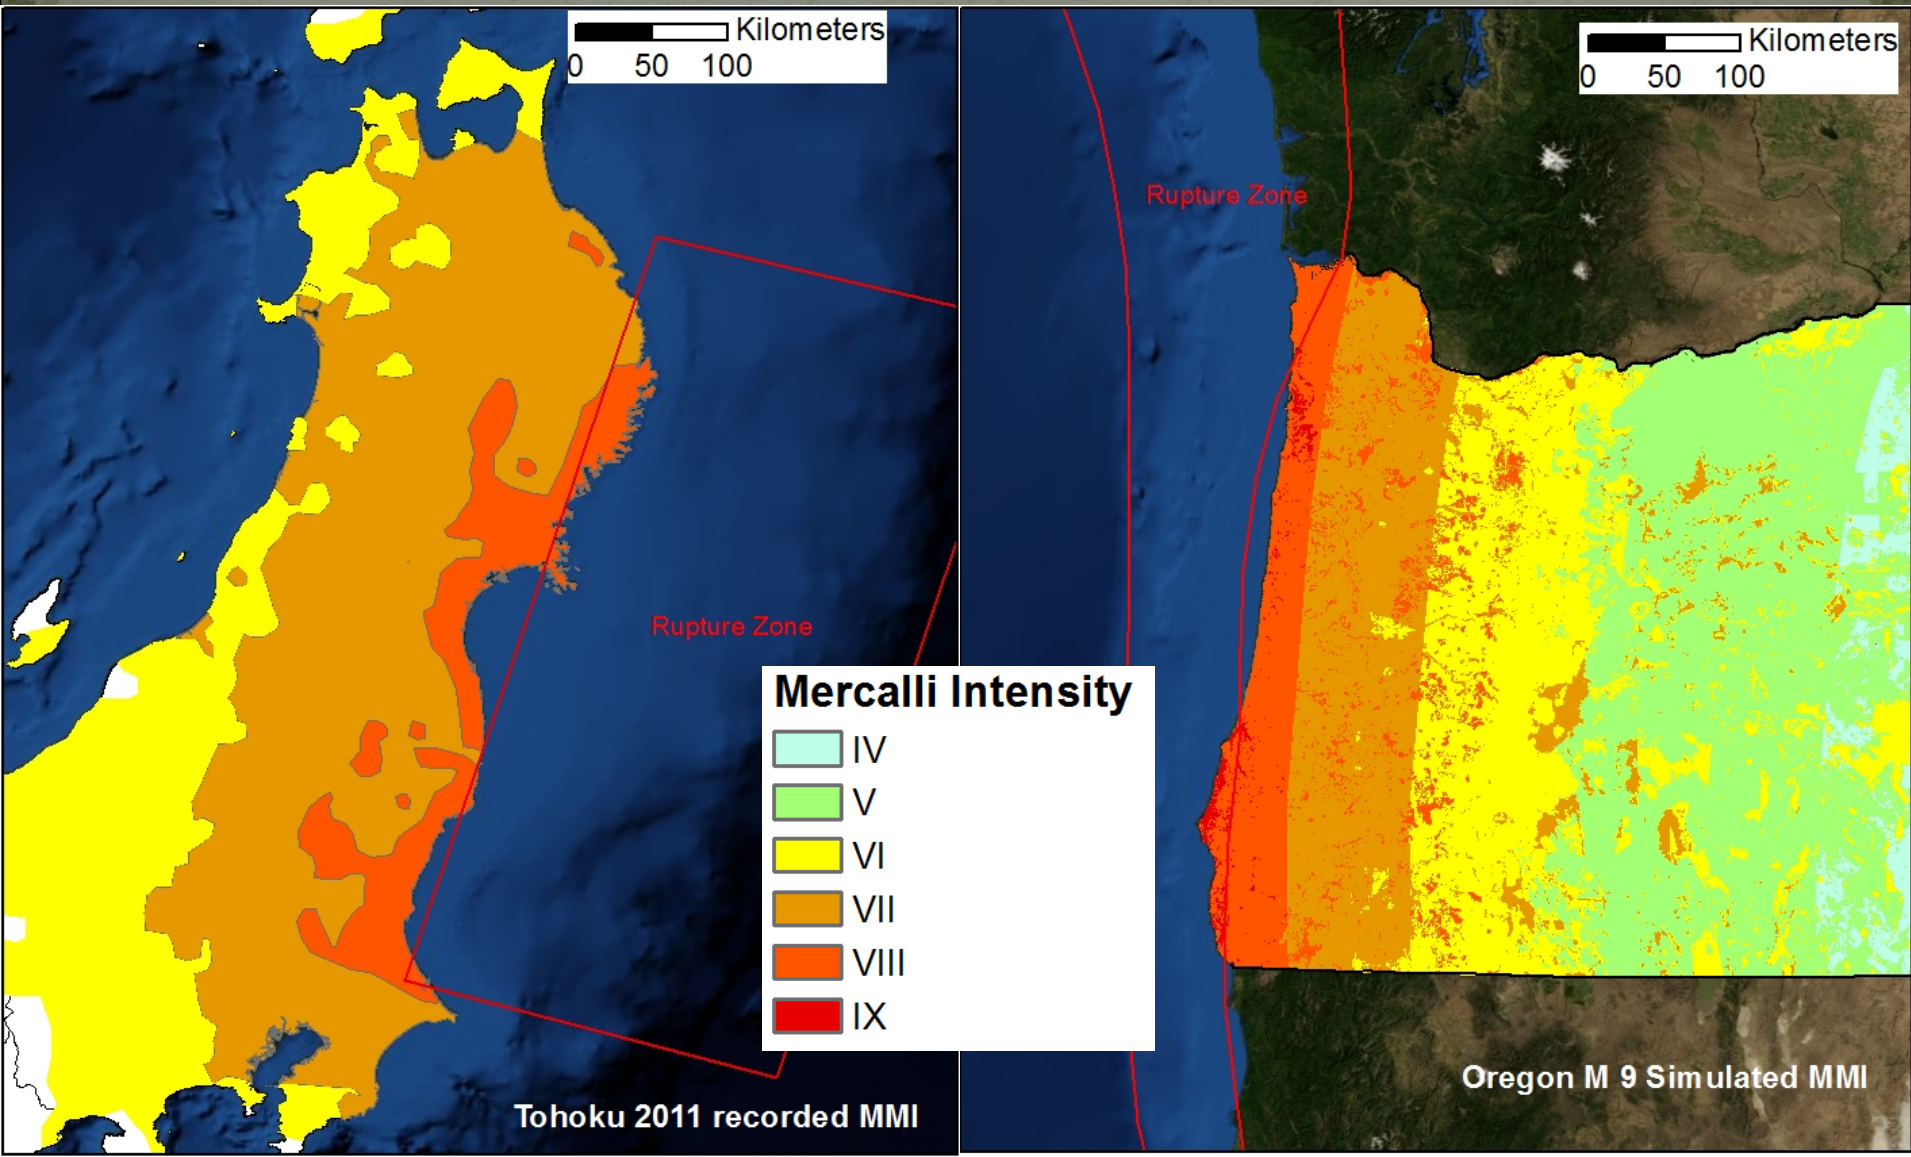 Kilometers
0 50 100
Kilometers
0 50 100
Rupture Zone
Rupture Zone
Mercalli Intensity
IV
V
VI
VII
VIII
IX
Tohoku 2011 recorded MMI
Oregon M 9 Simulated MMI